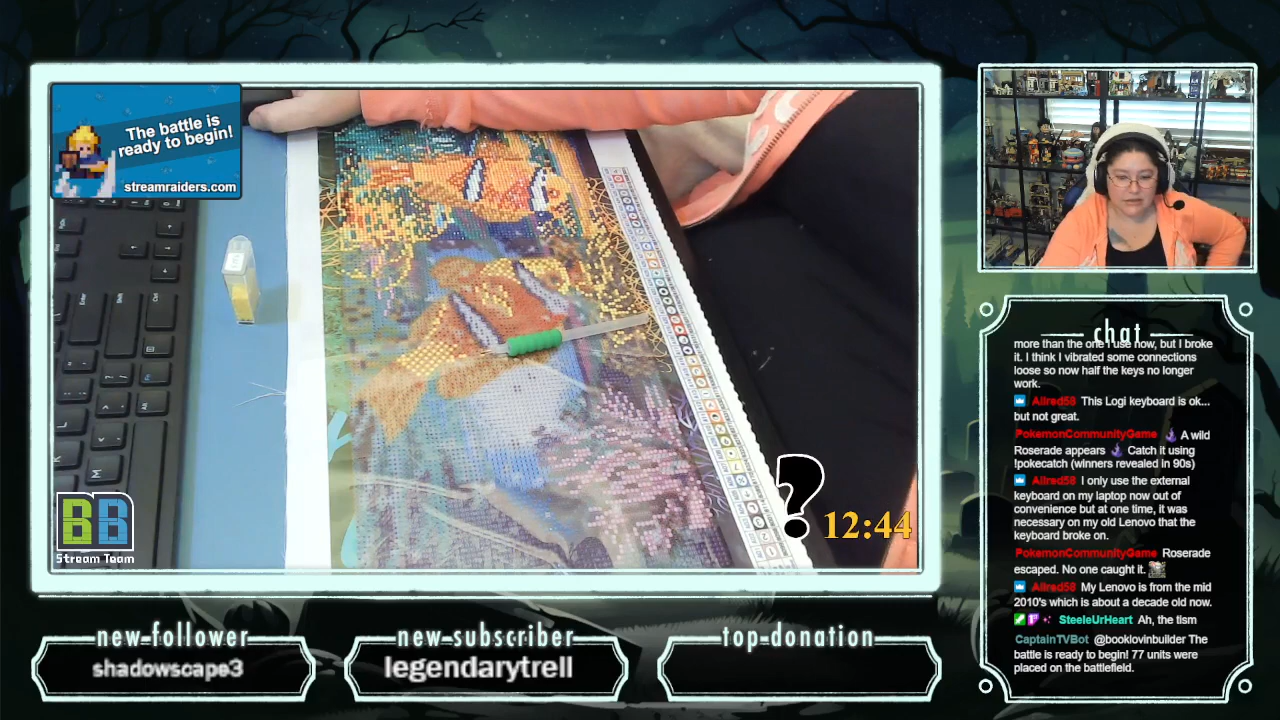 The battle is
ready to begin!
streamraiders.com
BB
Stream Team
?
12:44
chat
more than the one I use now, but I broke
it. I think I vibrated some connections
loose so now half the keys no longer
work.
Allred58 This Logi keyboard is ok...
but not great.
PokemonCommunityGame A wild
Roserade appears Catch it using
!pokecatch (winners revealed in 90s)
Allred58 I only use the external
keyboard on my laptop now out of
convenience but at one time, it was
necessary on my old Lenovo that the
keyboard broke on.
PokemonCommunityGame Roserade
escaped. No one caught it.
Allred58 My Lenovo is from the mid
2010's which is about a decade old now.
SteeleUrHeart Ah, the tism
CaptainTVBot @booklovinbuilder The
battle is ready to begin! 77 units were
placed on the battlefield.
new follower
shadowscape3
new subscriber
legendarytrell
top donation